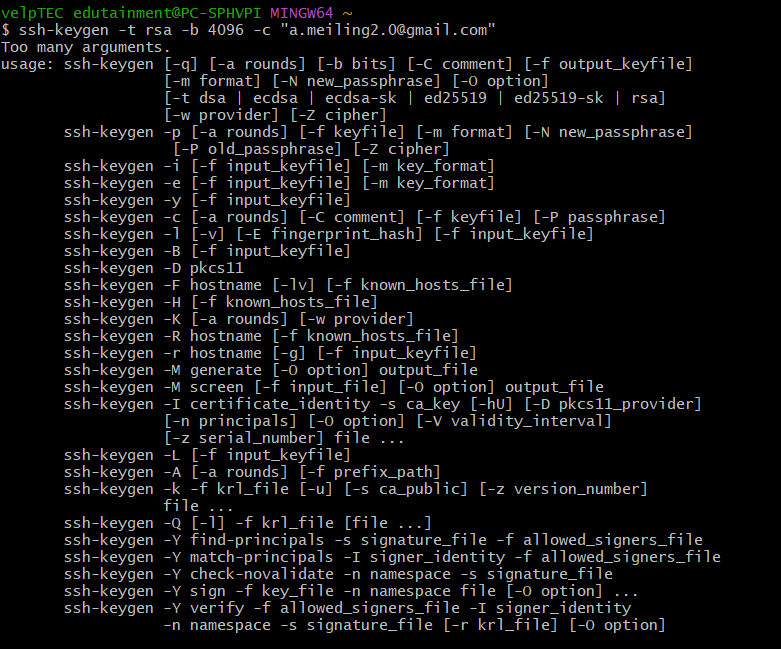 velpTEC edutainment@PC-SPHVPI MINGW64 ~
$ ssh-keygen -t rsa -b 4096 -c "a.meiling2.0@gmail.com"
Too many arguments.
usage: ssh-keygen [-q] [-a rounds] [-b bits] [-C comment] [-f output_keyfile]
                  [-m format] [-N new_passphrase] [-O option]
                  [-t dsa | ecdsa | ecdsa-sk | ed25519 | ed25519-sk | rsa]
                  [-w provider] [-Z cipher]
       ssh-keygen -p [-a rounds] [-f keyfile] [-m format] [-N new_passphrase]
                   [-P old_passphrase] [-Z cipher]
       ssh-keygen -i [-f input_keyfile] [-m key_format]
       ssh-keygen -e [-f input_keyfile] [-m key_format]
       ssh-keygen -y [-f input_keyfile]
       ssh-keygen -c [-a rounds] [-C comment] [-f keyfile] [-P passphrase]
       ssh-keygen -l [-v] [-E fingerprint_hash] [-f input_keyfile]
       ssh-keygen -B [-f input_keyfile]
       ssh-keygen -D pkcs11
       ssh-keygen -F hostname [-lv] [-f known_hosts_file]
       ssh-keygen -H [-f known_hosts_file]
       ssh-keygen -K [-a rounds] [-w provider]
       ssh-keygen -R hostname [-f known_hosts_file]
       ssh-keygen -r hostname [-g] [-f input_keyfile]
       ssh-keygen -M generate [-O option] output_file
       ssh-keygen -M screen [-f input_file] [-O option] output_file
       ssh-keygen -I certificate_identity -s ca_key [-hU] [-D pkcs11_provider]
                  [-n principals] [-O option] [-V validity_interval]
                  [-z serial_number] file ...
       ssh-keygen -L [-f input_keyfile]
       ssh-keygen -A [-a rounds] [-f prefix_path]
       ssh-keygen -k -f krl_file [-u] [-s ca_public] [-z version_number]
                  file ...
       ssh-keygen -Q [-l] -f krl_file [file ...]
       ssh-keygen -Y find-principals -s signature_file -f allowed_signers_file
       ssh-keygen -Y match-principals -I signer_identity -f allowed_signers_file
       ssh-keygen -Y check-novalidate -n namespace -s signature_file
       ssh-keygen -Y sign -f key_file -n namespace file [-O option] ...
       ssh-keygen -Y verify -f allowed_signers_file -I signer_identity
                  -n namespace -s signature_file [-r krl_file] [-O option]